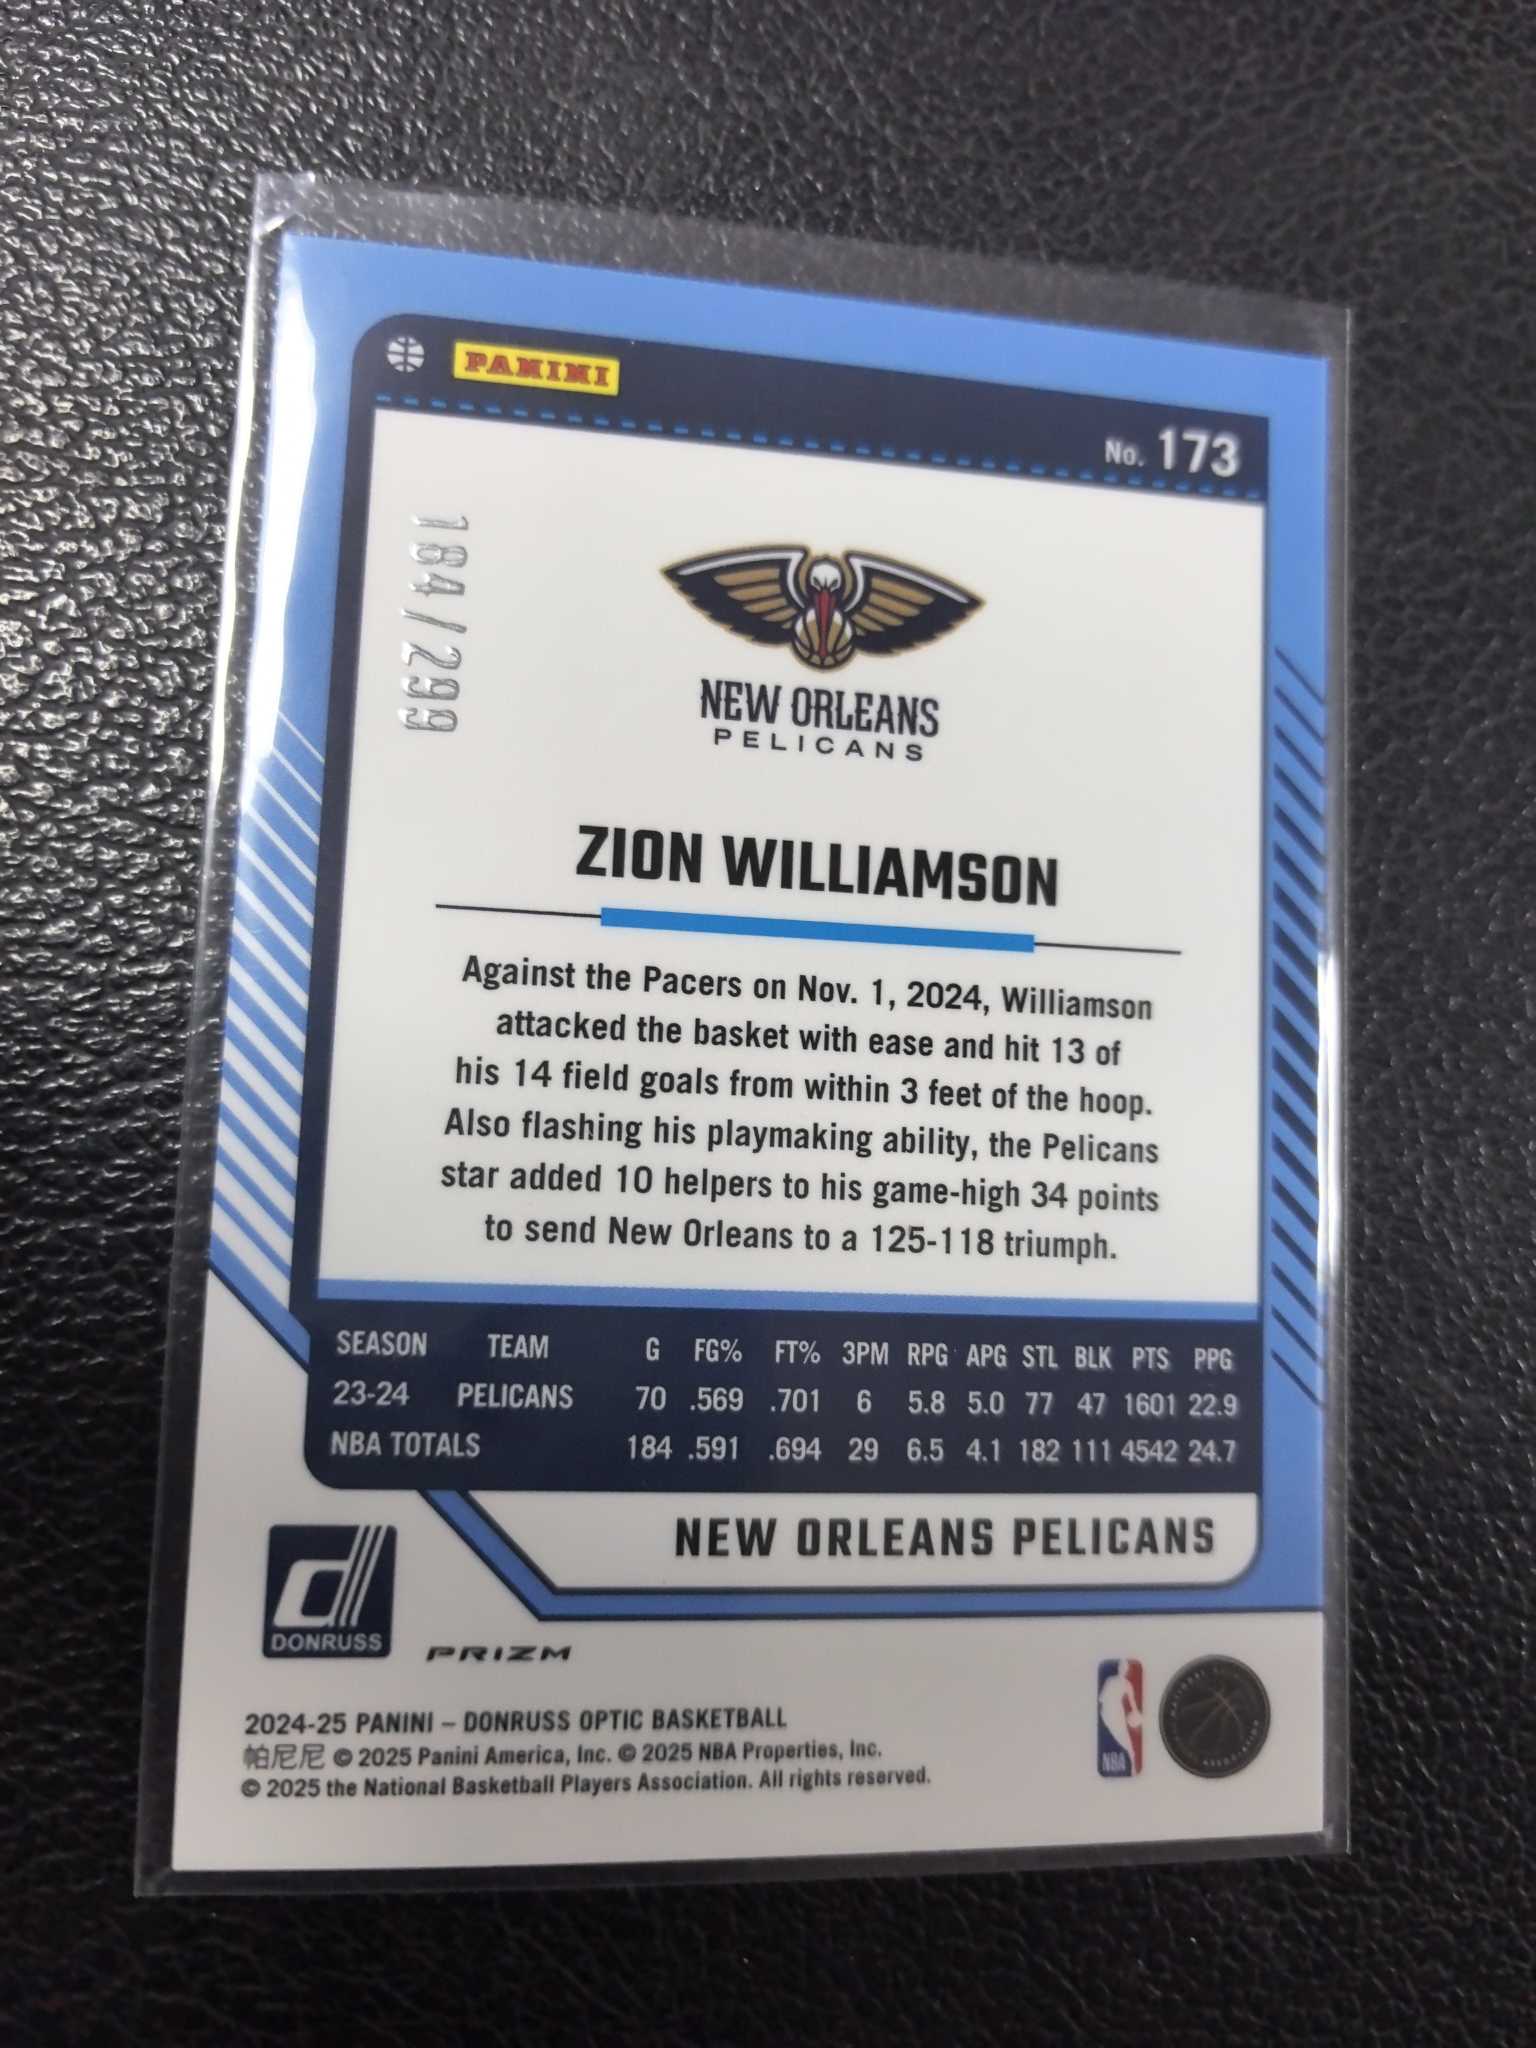 PANINI
No. 173
184/299
NEW ORLEANS
PELICANS
ZION WILLIAMSON
Against the Pacers on Nov. 1, 2024, Williamson
attacked the basket with ease and hit 13 of
his 14 field goals from within 3 feet of the hoop.
Also flashing his playmaking ability, the Pelicans
star added 10 helpers to his game-high 34 points
to send New Orleans to a 125-118 triumph.
SEASON TEAM G FG% FT% 3PM RPG APG STL BLK PTS PPG
23-24 PELICANS 70 .569 .701 6 5.8 5.0 77 47 1601 22.9
NBA TOTALS 184 .591 .694 29 6.5 4.1 182 111 4542 24.7
NEW ORLEANS PELICANS
d
DONRUSS
PRIZM
NBA
2024-25 PANINI – DONRUSS OPTIC BASKETBALL
帕尼尼 © 2025 Panini America, Inc. © 2025 NBA Properties, Inc.
© 2025 the National Basketball Players Association. All rights reserved.